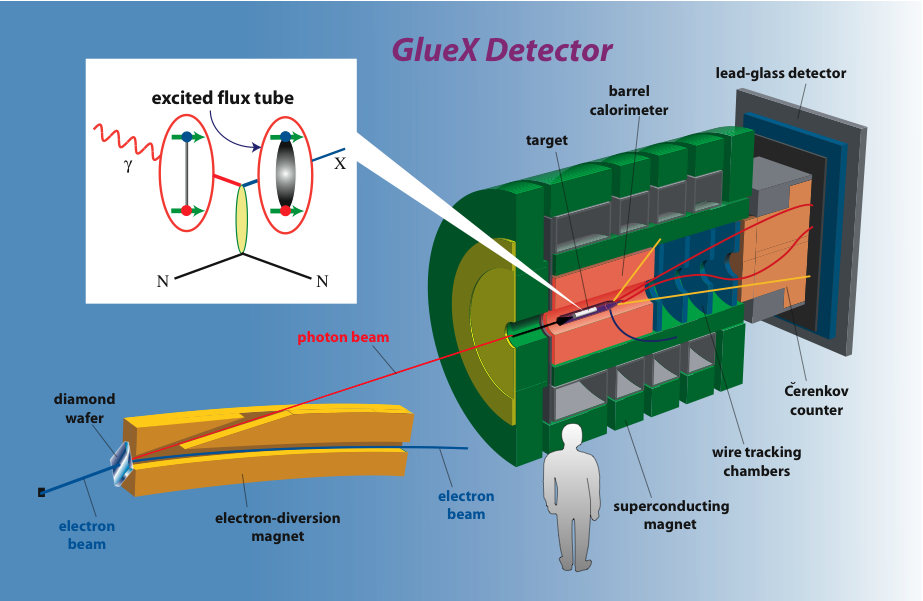 GlueX Detector
lead-glass detector
barrel
calorimeter
excited flux tube
target
γ
X
N
N
photon beam
diamond
wafer
Čerenkov
counter
wire tracking
chambers
electron
beam
superconducting
magnet
electron-diversion
magnet
electron
beam